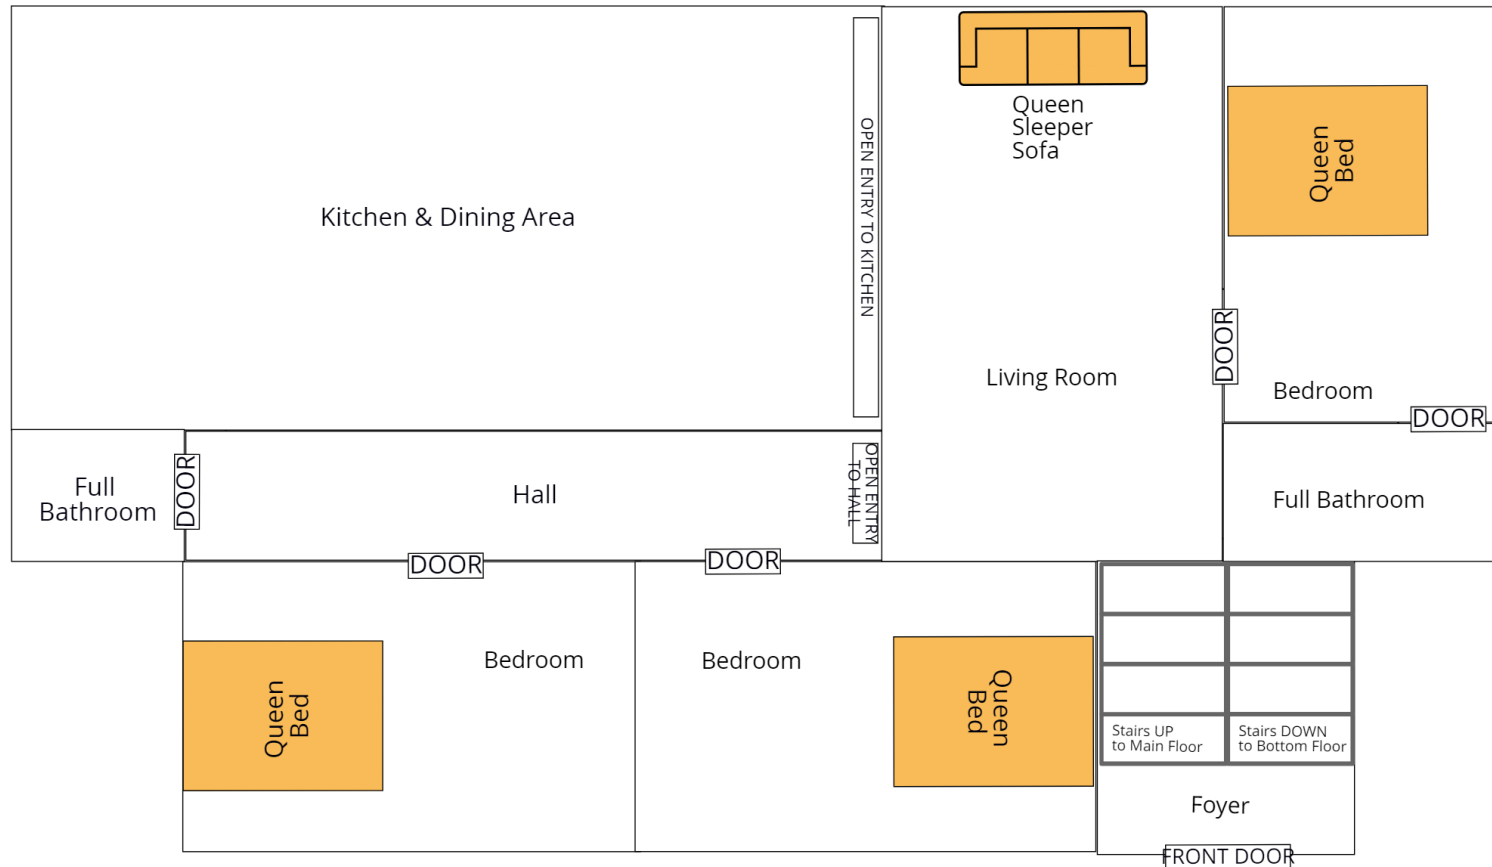 Queen
Sleeper
Sofa
Queen
Bed
OPEN ENTRY TO KITCHEN
Kitchen & Dining Area
Living Room
DOOR
Bedroom
DOOR
Full
Bathroom
DOOR
Hall
OPEN ENTRY
TO HALL
Full Bathroom
DOOR
DOOR
Bedroom
Bedroom
Queen
Bed
Queen
Bed
Stairs UP
to Main Floor
Stairs DOWN
to Bottom Floor
Foyer
FRONT DOOR